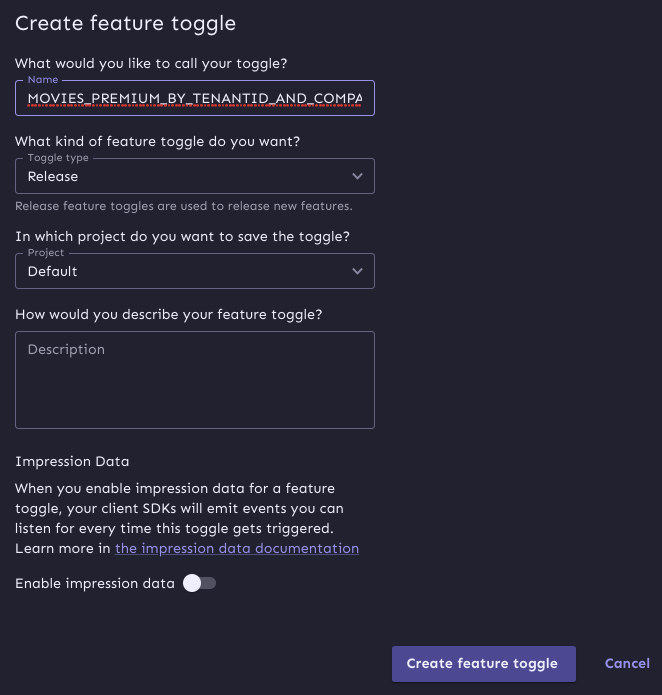 Create feature toggle
What would you like to call your toggle?
Name
MOVIES_PREMIUM_BY_TENANTID_AND_COMPA
What kind of feature toggle do you want?
Toggle type
Release
Release feature toggles are used to release new features.
In which project do you want to save the toggle?
Project
Default
How would you describe your feature toggle?
Description
Impression Data
When you enable impression data for a feature
toggle, your client SDKs will emit events you can
listen for every time this toggle gets triggered.
Learn more in the impression data documentation
Enable impression data
Create feature toggle
Cancel